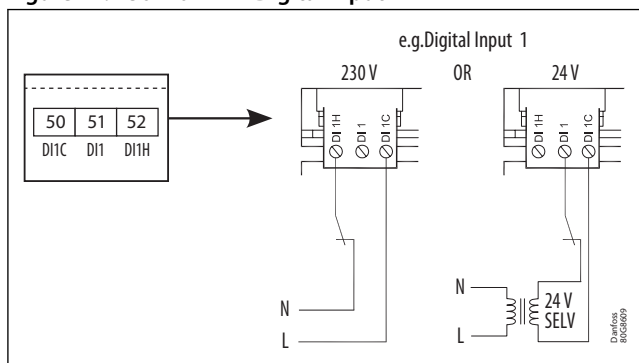 e.g.Digital Input 1
230 V OR 24 V
50 51 52
DI1C DI1 DI1H
DI 1H DI 1 DI 1C
DI 1H DI 1 DI 1C
N
L
N
L
24 V
SELV
Danfoss
80G8609